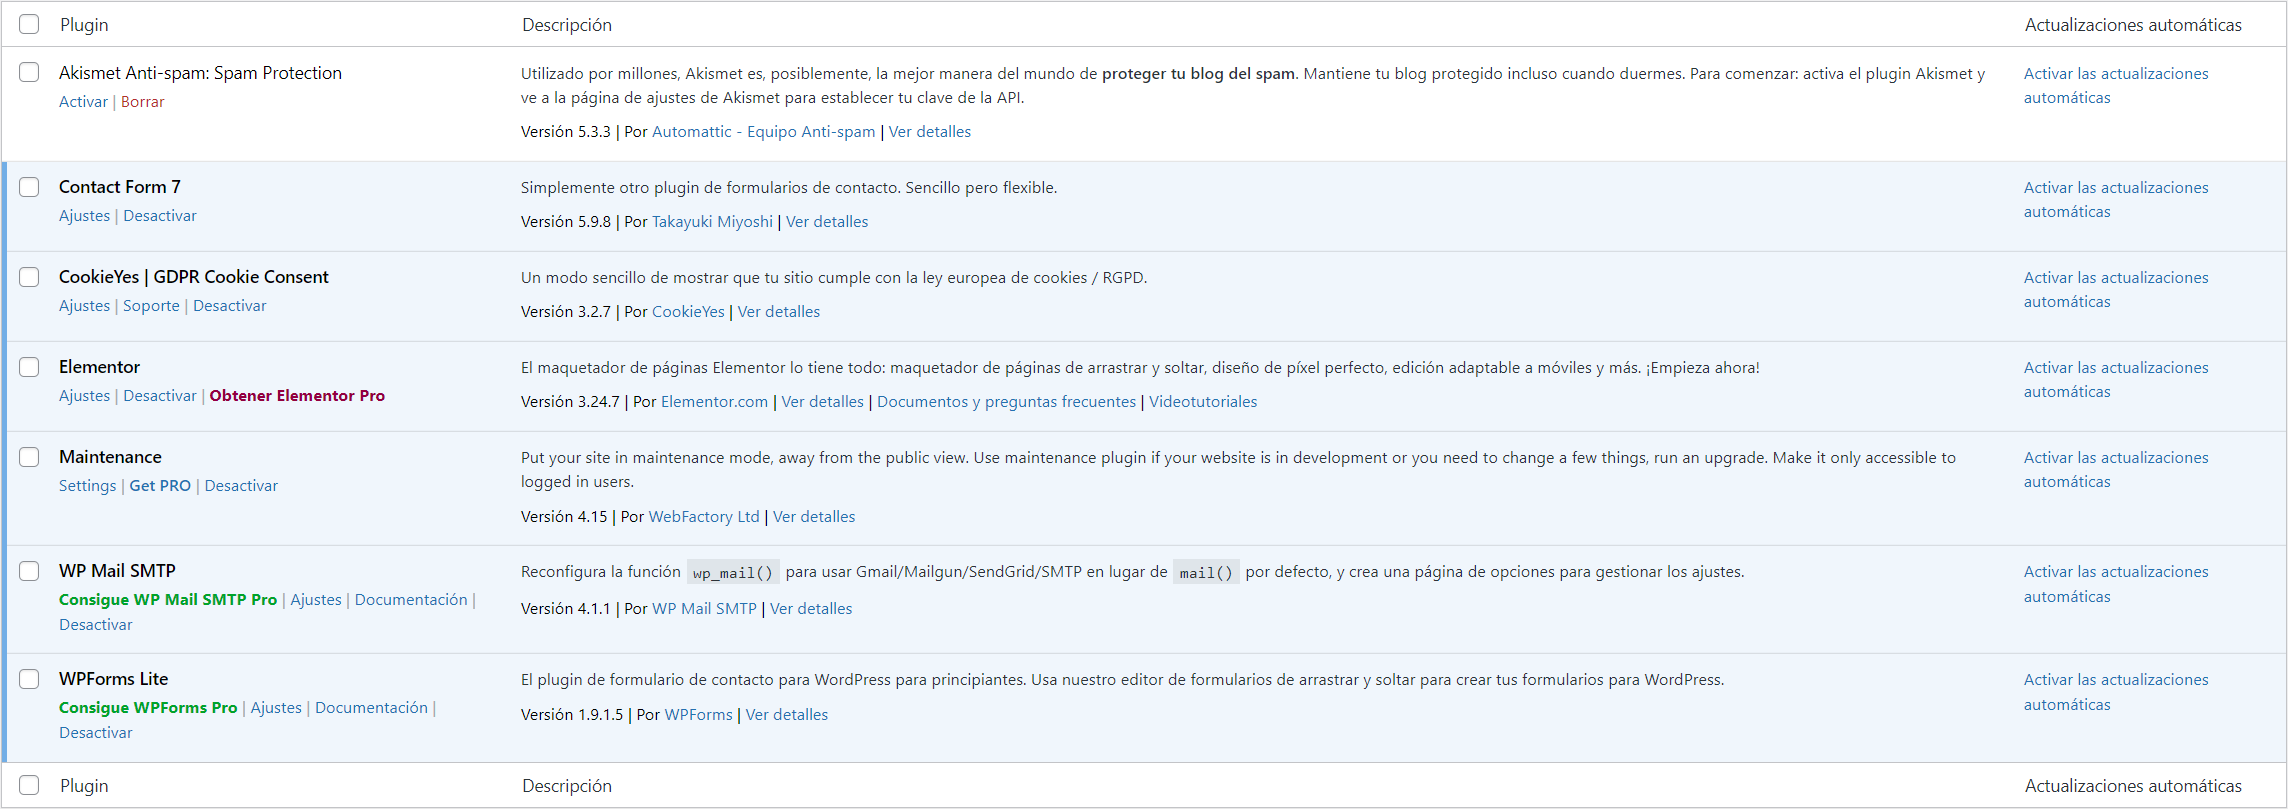 Plugin Descripción Actualizaciones automáticas
Akismet Anti-spam: Spam Protection
Activar | Borrar
Utilizado por millones, Akismet es, posiblemente, la mejor manera del mundo de proteger tu blog del spam. Mantiene tu blog protegido incluso cuando duermes. Para comenzar: activa el plugin Akismet y
ve a la página de ajustes de Akismet para establecer tu clave de la API.
Versión 5.3.3 | Por Automattic - Equipo Anti-spam | Ver detalles
Activar las actualizaciones
automáticas
Contact Form 7
Ajustes | Desactivar
Simplemente otro plugin de formularios de contacto. Sencillo pero flexible.
Versión 5.9.8 | Por Takayuki Miyoshi | Ver detalles
Activar las actualizaciones
automáticas
CookieYes | GDPR Cookie Consent
Ajustes | Soporte | Desactivar
Un modo sencillo de mostrar que tu sitio cumple con la ley europea de cookies / RGPD.
Versión 3.2.7 | Por CookieYes | Ver detalles
Activar las actualizaciones
automáticas
Elementor
Ajustes | Desactivar | Obtener Elementor Pro
El maquetador de páginas Elementor lo tiene todo: maquetador de páginas de arrastrar y soltar, diseño de píxel perfecto, edición adaptable a móviles y más. ¡Empieza ahora!
Versión 3.24.7 | Por Elementor.com | Ver detalles | Documentos y preguntas frecuentes | Videotutoriales
Activar las actualizaciones
automáticas
Maintenance
Settings | Get PRO | Desactivar
Put your site in maintenance mode, away from the public view. Use maintenance plugin if your website is in development or you need to change a few things, run an upgrade. Make it only accessible to
logged in users.
Versión 4.15 | Por WebFactory Ltd | Ver detalles
Activar las actualizaciones
automáticas
WP Mail SMTP
Consigue WP Mail SMTP Pro | Ajustes | Documentación |
Desactivar
Reconfigura la función wp_mail() para usar Gmail/Mailgun/SendGrid/SMTP en lugar de mail() por defecto, y crea una página de opciones para gestionar los ajustes.
Versión 4.1.1 | Por WP Mail SMTP | Ver detalles
Activar las actualizaciones
automáticas
WPForms Lite
Consigue WPForms Pro | Ajustes | Documentación |
Desactivar
El plugin de formulario de contacto para WordPress para principiantes. Usa nuestro editor de formularios de arrastrar y soltar para crear tus formularios para WordPress.
Versión 1.9.1.5 | Por WPForms | Ver detalles
Activar las actualizaciones
automáticas
Plugin Descripción Actualizaciones automáticas